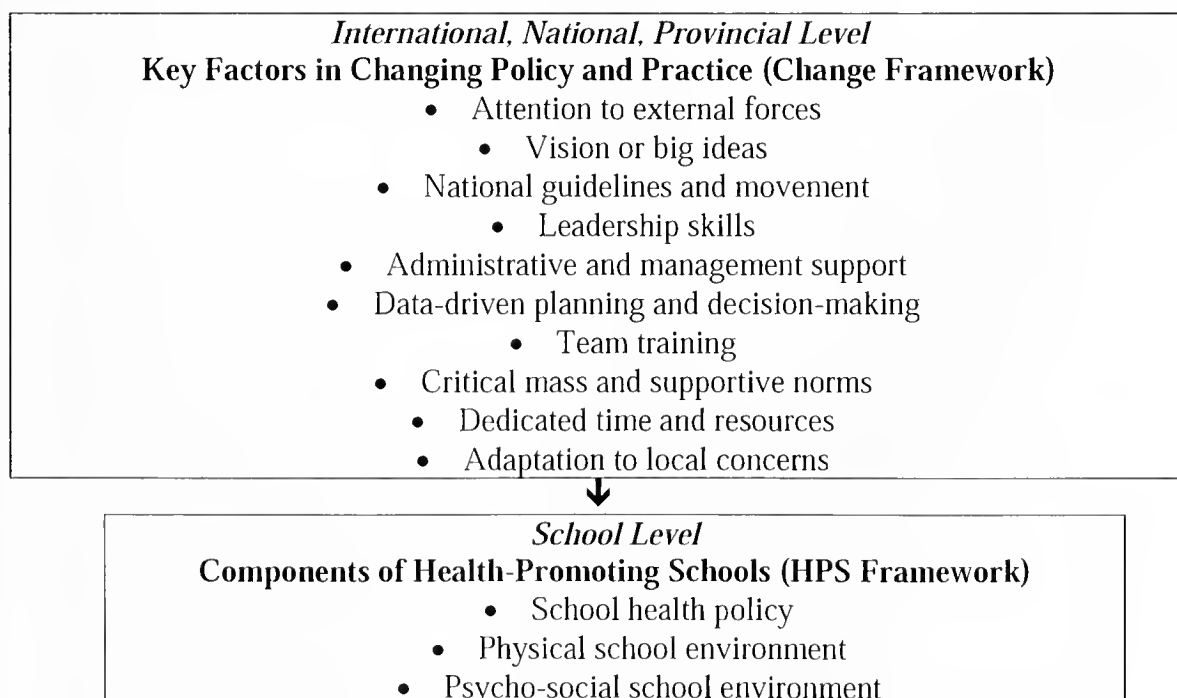 International, National, Provincial Level
Key Factors in Changing Policy and Practice (Change Framework)
• Attention to external forces
• Vision or big ideas
• National guidelines and movement
• Leadership skills
• Administrative and management support
• Data-driven planning and decision-making
• Team training
• Critical mass and supportive norms
• Dedicated time and resources
• Adaptation to local concerns
School Level
Components of Health-Promoting Schools (HPS Framework)
• School health policy
• Physical school environment
• Psycho-social school environment